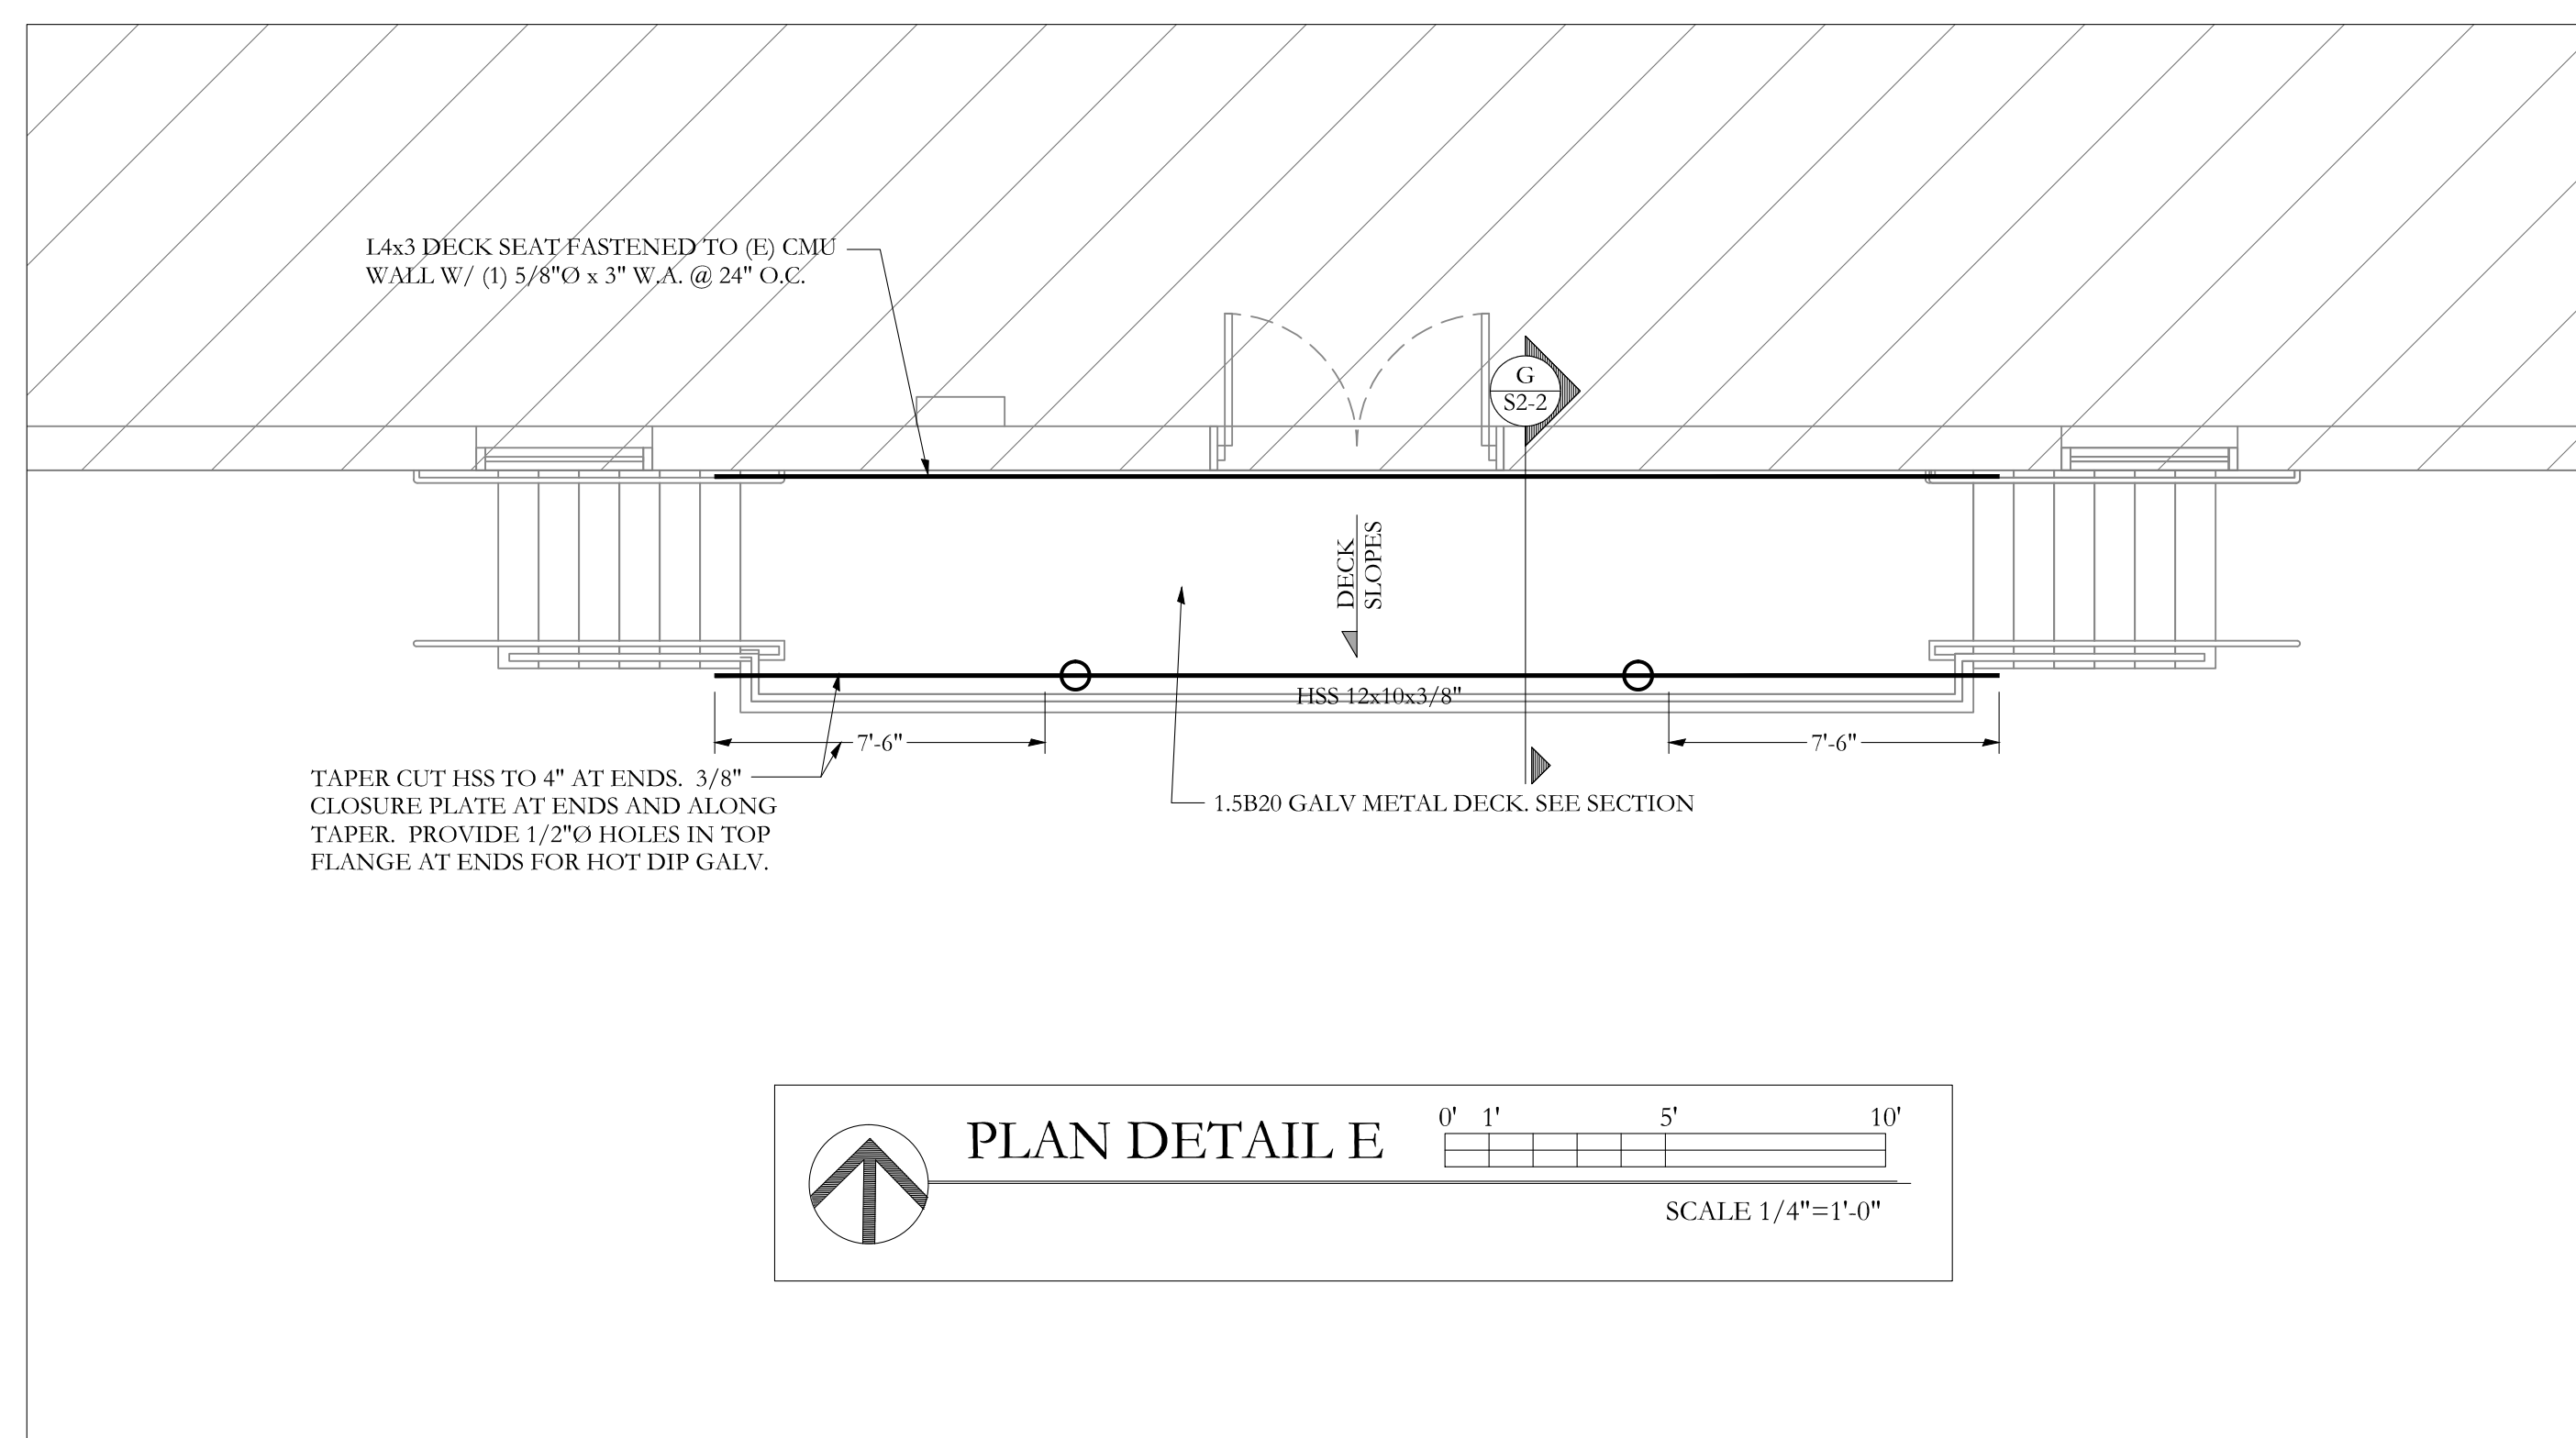 L4x3 DECK SEAT FASTENED TO (E) CMU
WALL W/ (1) 5/8"Ø x 3" W.A. @ 24" O.C.
G
S2-2
DECK
SLOPES
HSS 12x10x3/8"
7'-6"
7'-6"
TAPER CUT HSS TO 4" AT ENDS. 3/8"
CLOSURE PLATE AT ENDS AND ALONG
TAPER. PROVIDE 1/2"Ø HOLES IN TOP
FLANGE AT ENDS FOR HOT DIP GALV.
1.5B20 GALV METAL DECK. SEE SECTION
PLAN DETAIL E
0' 1' 5' 10'
SCALE 1/4"=1'-0"